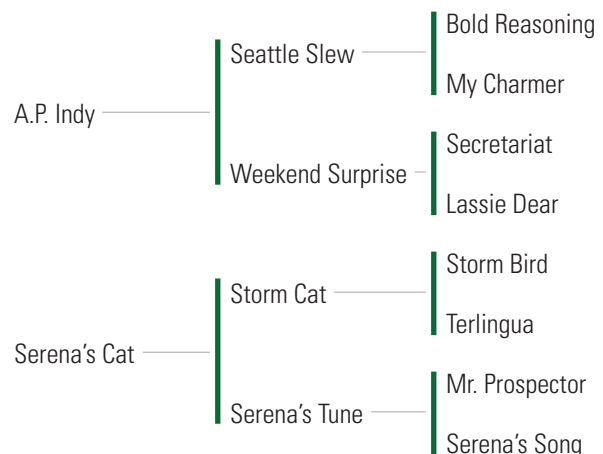 Bold Reasoning
Seattle Slew
My Charmer
A.P. Indy
Secretariat
Weekend Surprise
Lassie Dear
Storm Bird
Storm Cat
Terlingua
Serena’s Cat
Mr. Prospector
Serena’s Tune
Serena’s Song